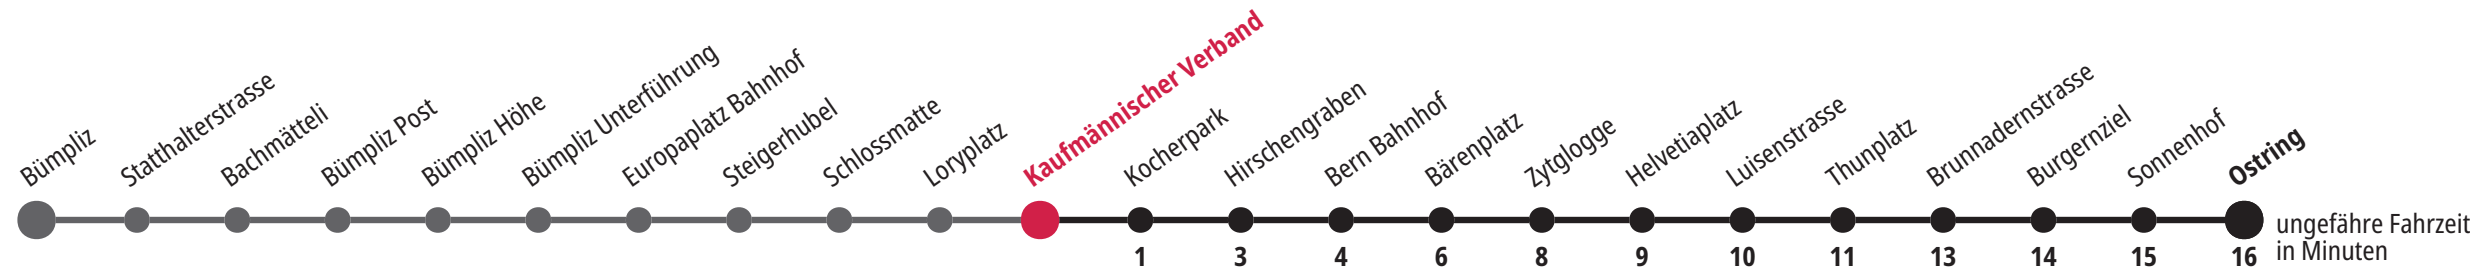 Bümpliz
Statthalterstrasse
Bachmätteli
Bümpliz Post
Bümpliz Höhe
Bümpliz Unterführung
Europaplatz Bahnhof
Steigerhubel
Schlossmatte
Loryplatz
Kaufmännischer Verband
Kocherpark
Hirschengraben
Bern Bahnhof
Bärenplatz
Zytglogge
Helvetiaplatz
Luisenstrasse
Thunplatz
Brunnadernstrasse
Burgernziel
Sonnenhof
Ostring
1 3 4 6 8 9 10 11 13 14 15 16
ungefähre Fahrzeit
in Minuten